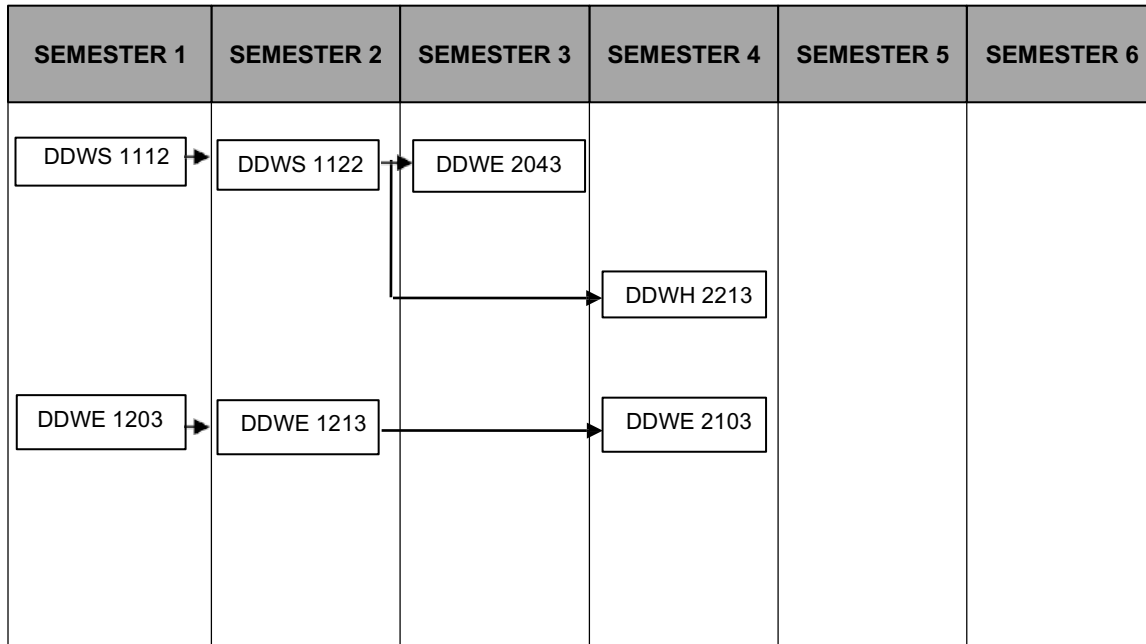 SEMESTER 1 SEMESTER 2 SEMESTER 3 SEMESTER 4 SEMESTER 5 SEMESTER 6
DDWS 1112 DDWS 1122 DDWE 2043
DDWH 2213
DDWE 1203 DDWE 1213 DDWE 2103